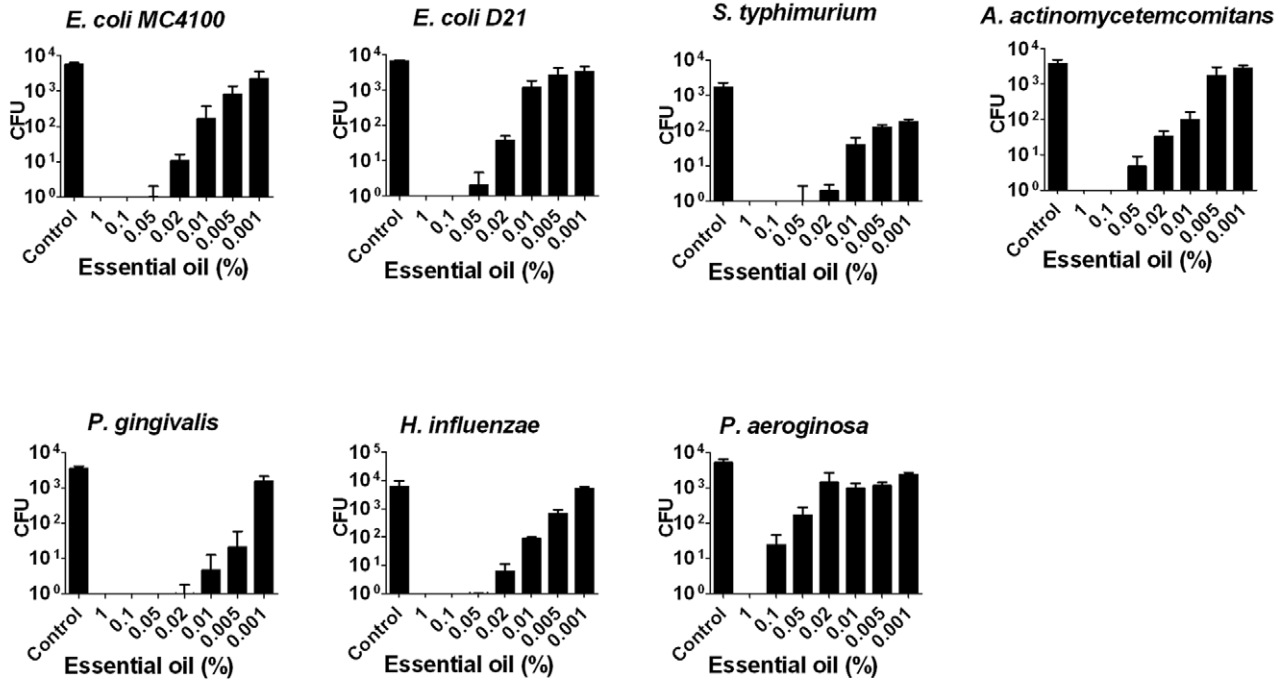 E. coli MC4100
CFU
10⁴
10³
10²
10¹
10⁰
Control 1 0.1 0.05 0.02 0.01 0.005 0.001
Essential oil (%)
E. coli D21
CFU
10⁴
10³
10²
10¹
10⁰
Control 1 0.1 0.05 0.02 0.01 0.005 0.001
Essential oil (%)
S. typhimurium
CFU
10⁴
10³
10²
10¹
10⁰
Control 1 0.1 0.05 0.02 0.01 0.005 0.001
Essential oil (%)
A. actinomycetemcomitans
CFU
10⁴
10³
10²
10¹
10⁰
Control 1 0.1 0.05 0.02 0.01 0.005 0.001
Essential oil (%)
P. gingivalis
CFU
10⁴
10³
10²
10¹
10⁰
Control 1 0.1 0.05 0.02 0.01 0.005 0.001
Essential oil (%)
H. influenzae
CFU
10⁵
10⁴
10³
10²
10¹
10⁰
Control 1 0.1 0.05 0.02 0.01 0.005 0.001
Essential oil (%)
P. aeroginosa
CFU
10⁴
10³
10²
10¹
10⁰
Control 1 0.1 0.05 0.02 0.01 0.005 0.001
Essential oil (%)